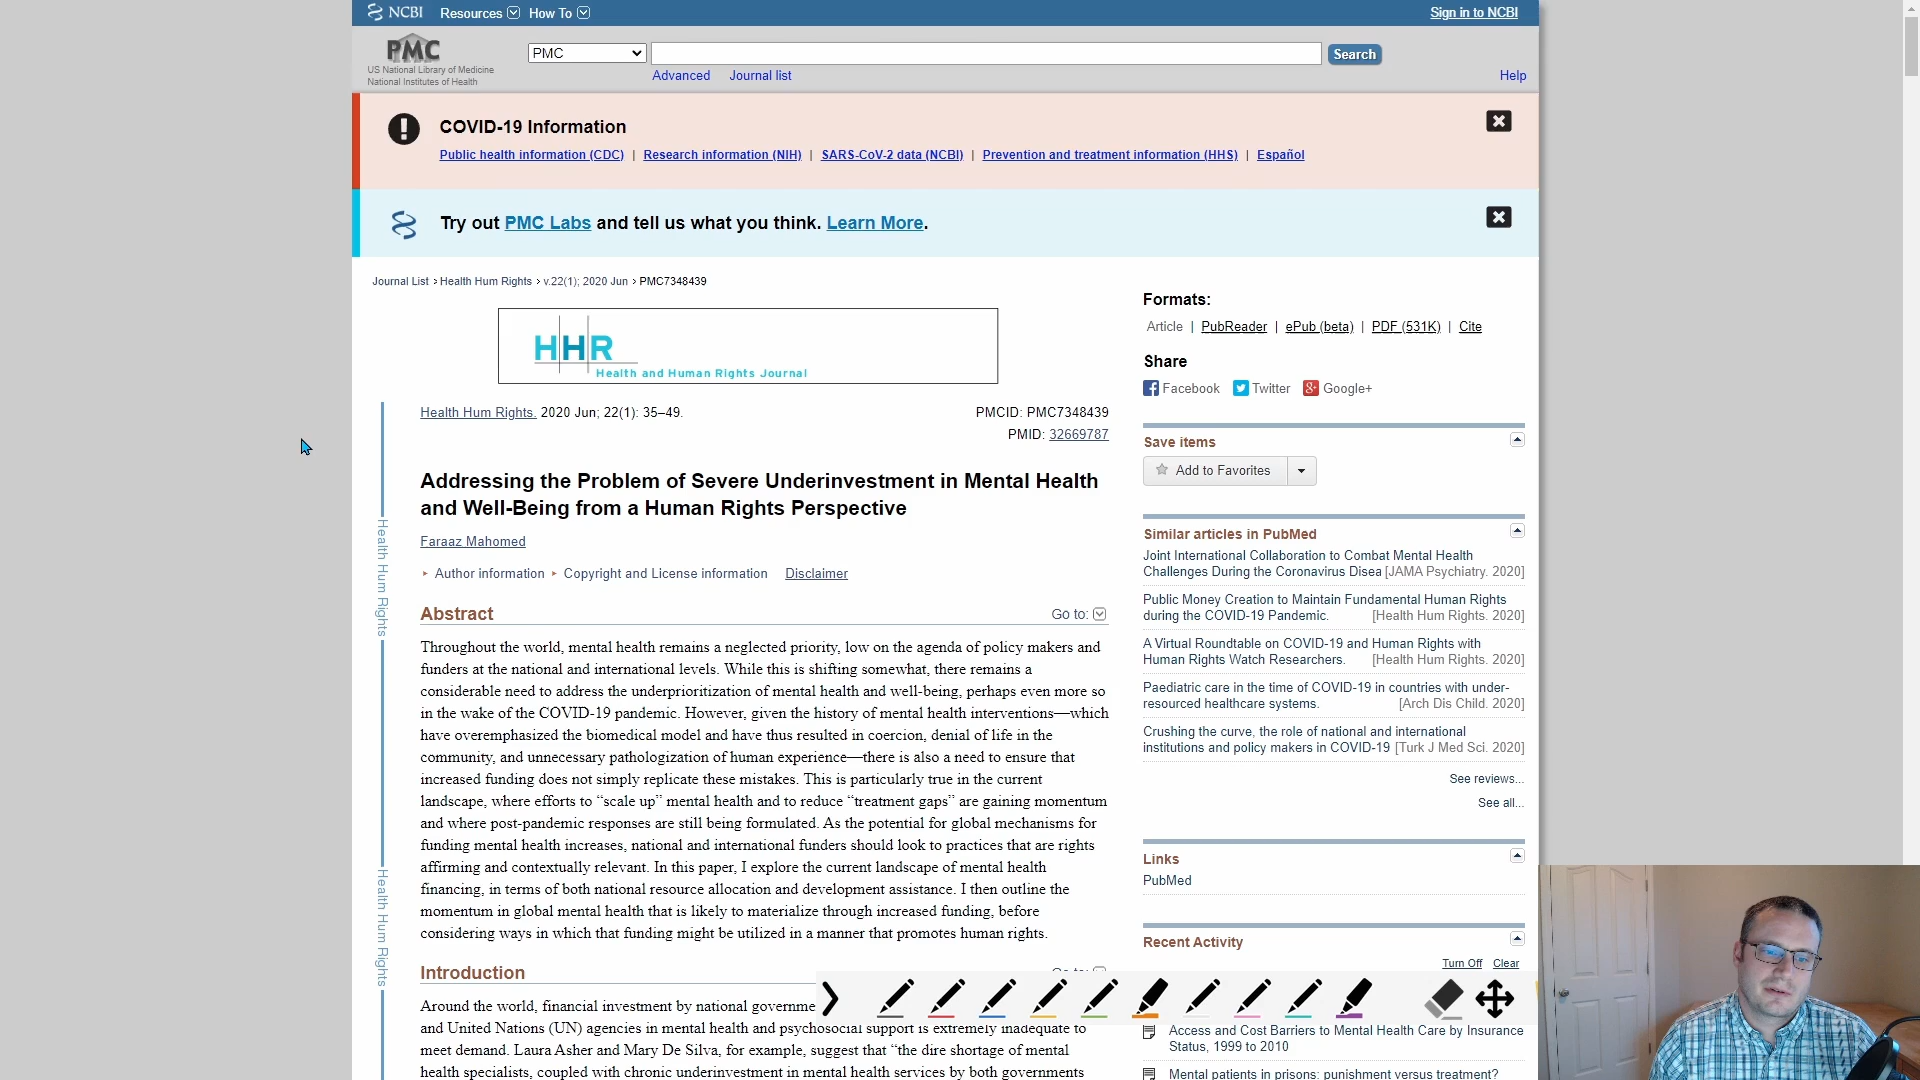 NCBI Resources How To Sign in to NCBI
PMC
US National Library of Medicine
National Institutes of Health
PMC
Search
Advanced Journal list Help
COVID-19 Information
Public health information (CDC) | Research information (NIH) | SARS-CoV-2 data (NCBI) | Prevention and treatment information (HHS) | Español
Try out PMC Labs and tell us what you think. Learn More.
Journal List > Health Hum Rights > v.22(1); 2020 Jun > PMC7348439
HHR
Health and Human Rights Journal
Health Hum Rights. 2020 Jun; 22(1): 35–49.
PMCID: PMC7348439
PMID: 32669787
Addressing the Problem of Severe Underinvestment in Mental Health
and Well-Being from a Human Rights Perspective
Faraaz Mahomed
Author information Copyright and License information Disclaimer
Abstract Go to:
Throughout the world, mental health remains a neglected priority, low on the agenda of policy makers and
funders at the national and international levels. While this is shifting somewhat, there remains a
considerable need to address the underprioritization of mental health and well-being, perhaps even more so
in the wake of the COVID-19 pandemic. However, given the history of mental health interventions—which
have overemphasized the biomedical model and have thus resulted in coercion, denial of life in the
community, and unnecessary pathologization of human experience—there is also a need to ensure that
increased funding does not simply replicate these mistakes. This is particularly true in the current
landscape, where efforts to “scale up” mental health and to reduce “treatment gaps” are gaining momentum
and where post-pandemic responses are still being formulated. As the potential for global mechanisms for
funding mental health increases, national and international funders should look to practices that are rights
affirming and contextually relevant. In this paper, I explore the current landscape of mental health
financing, in terms of both national resource allocation and development assistance. I then outline the
momentum in global mental health that is likely to materialize through increased funding, before
considering ways in which that funding might be utilized in a manner that promotes human rights.
Introduction
Around the world, financial investment by national governme
and United Nations (UN) agencies in mental health and psychosocial support is extremely inadequate to
meet demand. Laura Asher and Mary De Silva, for example, suggest that “the dire shortage of mental
health specialists, coupled with chronic underinvestment in mental health services by both governments
Health Hum Rights
Health Hum Rights
Formats:
Article | PubReader | ePub (beta) | PDF (531K) | Cite
Share
Facebook Twitter Google+
Save items
Add to Favorites
Similar articles in PubMed
Joint International Collaboration to Combat Mental Health
Challenges During the Coronavirus Disea [JAMA Psychiatry. 2020]
Public Money Creation to Maintain Fundamental Human Rights
during the COVID-19 Pandemic. [Health Hum Rights. 2020]
A Virtual Roundtable on COVID-19 and Human Rights with
Human Rights Watch Researchers. [Health Hum Rights. 2020]
Paediatric care in the time of COVID-19 in countries with under-
resourced healthcare systems. [Arch Dis Child. 2020]
Crushing the curve, the role of national and international
institutions and policy makers in COVID-19 [Turk J Med Sci. 2020]
See reviews...
See all...
Links
PubMed
Recent Activity
Turn Off Clear
Access and Cost Barriers to Mental Health Care by Insurance
Status, 1999 to 2010
Mental patients in prisons: punishment versus treatment?